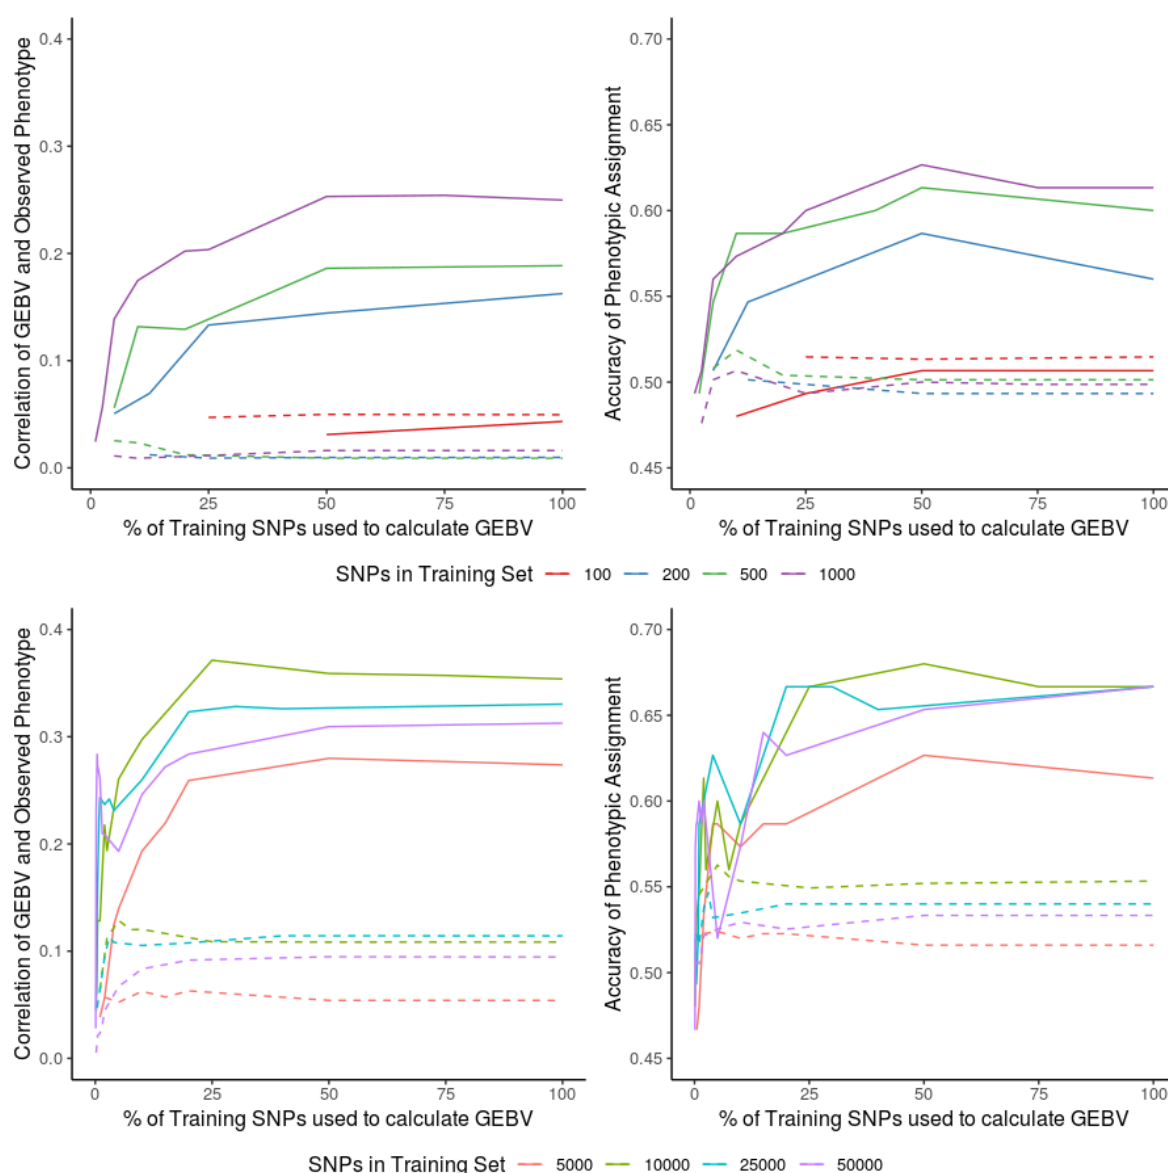 Correlation of GEBV and Observed Phenotype
0.4
0.3
0.2
0.1
0.0
0 25 50 75 100
% of Training SNPs used to calculate GEBV
Accuracy of Phenotypic Assignment
0.70
0.65
0.60
0.55
0.50
0.45
0 25 50 75 100
% of Training SNPs used to calculate GEBV
SNPs in Training Set 100 200 500 1000
Correlation of GEBV and Observed Phenotype
0.4
0.3
0.2
0.1
0.0
0 25 50 75 100
% of Training SNPs used to calculate GEBV
Accuracy of Phenotypic Assignment
0.70
0.65
0.60
0.55
0.50
0.45
0 25 50 75 100
% of Training SNPs used to calculate GEBV
SNPs in Training Set 5000 10000 25000 50000